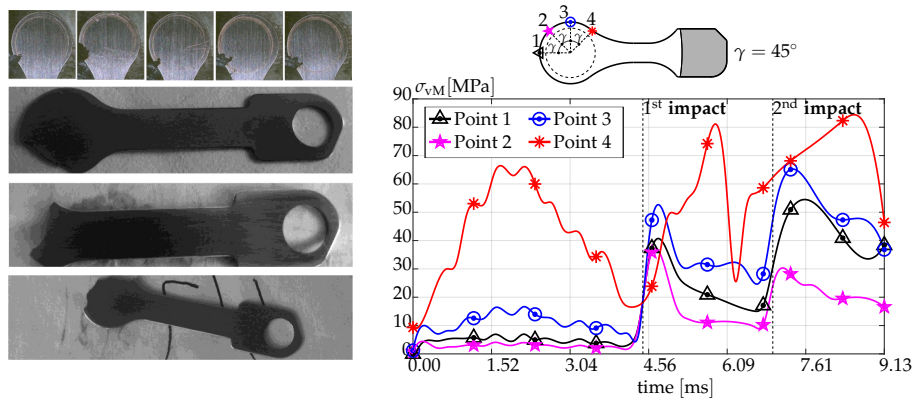 3
2
4
1
γ γ γ
γ = 45°
σvM[MPa]
1st impact
2nd impact
90
80
70
60
50
40
30
20
10
0
Point 1
Point 3
Point 2
Point 4
0.00 1.52 3.04 4.56 6.09 7.61 9.13
time [ms]